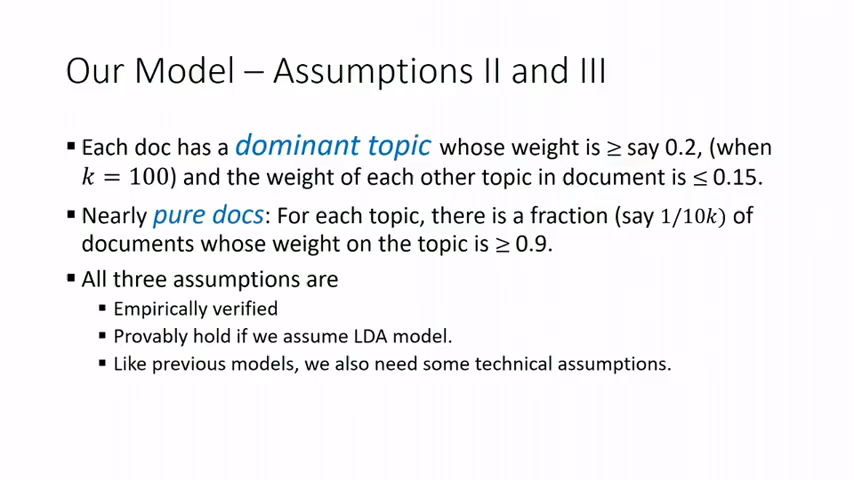 Our Model – Assumptions II and III
▪ Each doc has a dominant topic whose weight is ≥ say 0.2, (when
k = 100) and the weight of each other topic in document is ≤ 0.15.
▪ Nearly pure docs: For each topic, there is a fraction (say 1/10k) of
documents whose weight on the topic is ≥ 0.9.
▪ All three assumptions are
▪ Empirically verified
▪ Provably hold if we assume LDA model.
▪ Like previous models, we also need some technical assumptions.